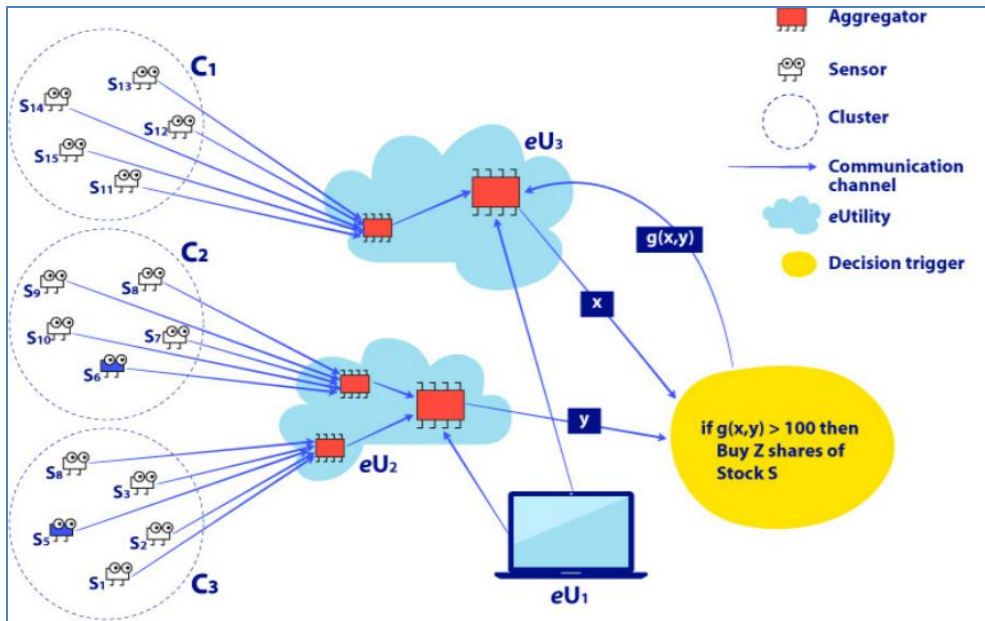 Aggregator
Sensor
Cluster
Communication
channel
eUtility
Decision trigger
C1
S13
S14
S12
S15
S11
eU3
g(x,y)
x
C2
S9
S8
S10
S7
S6
y
if g(x,y) > 100 then
Buy Z shares of
Stock S
eU2
S8
S3
S5
S2
S1
C3
eU1